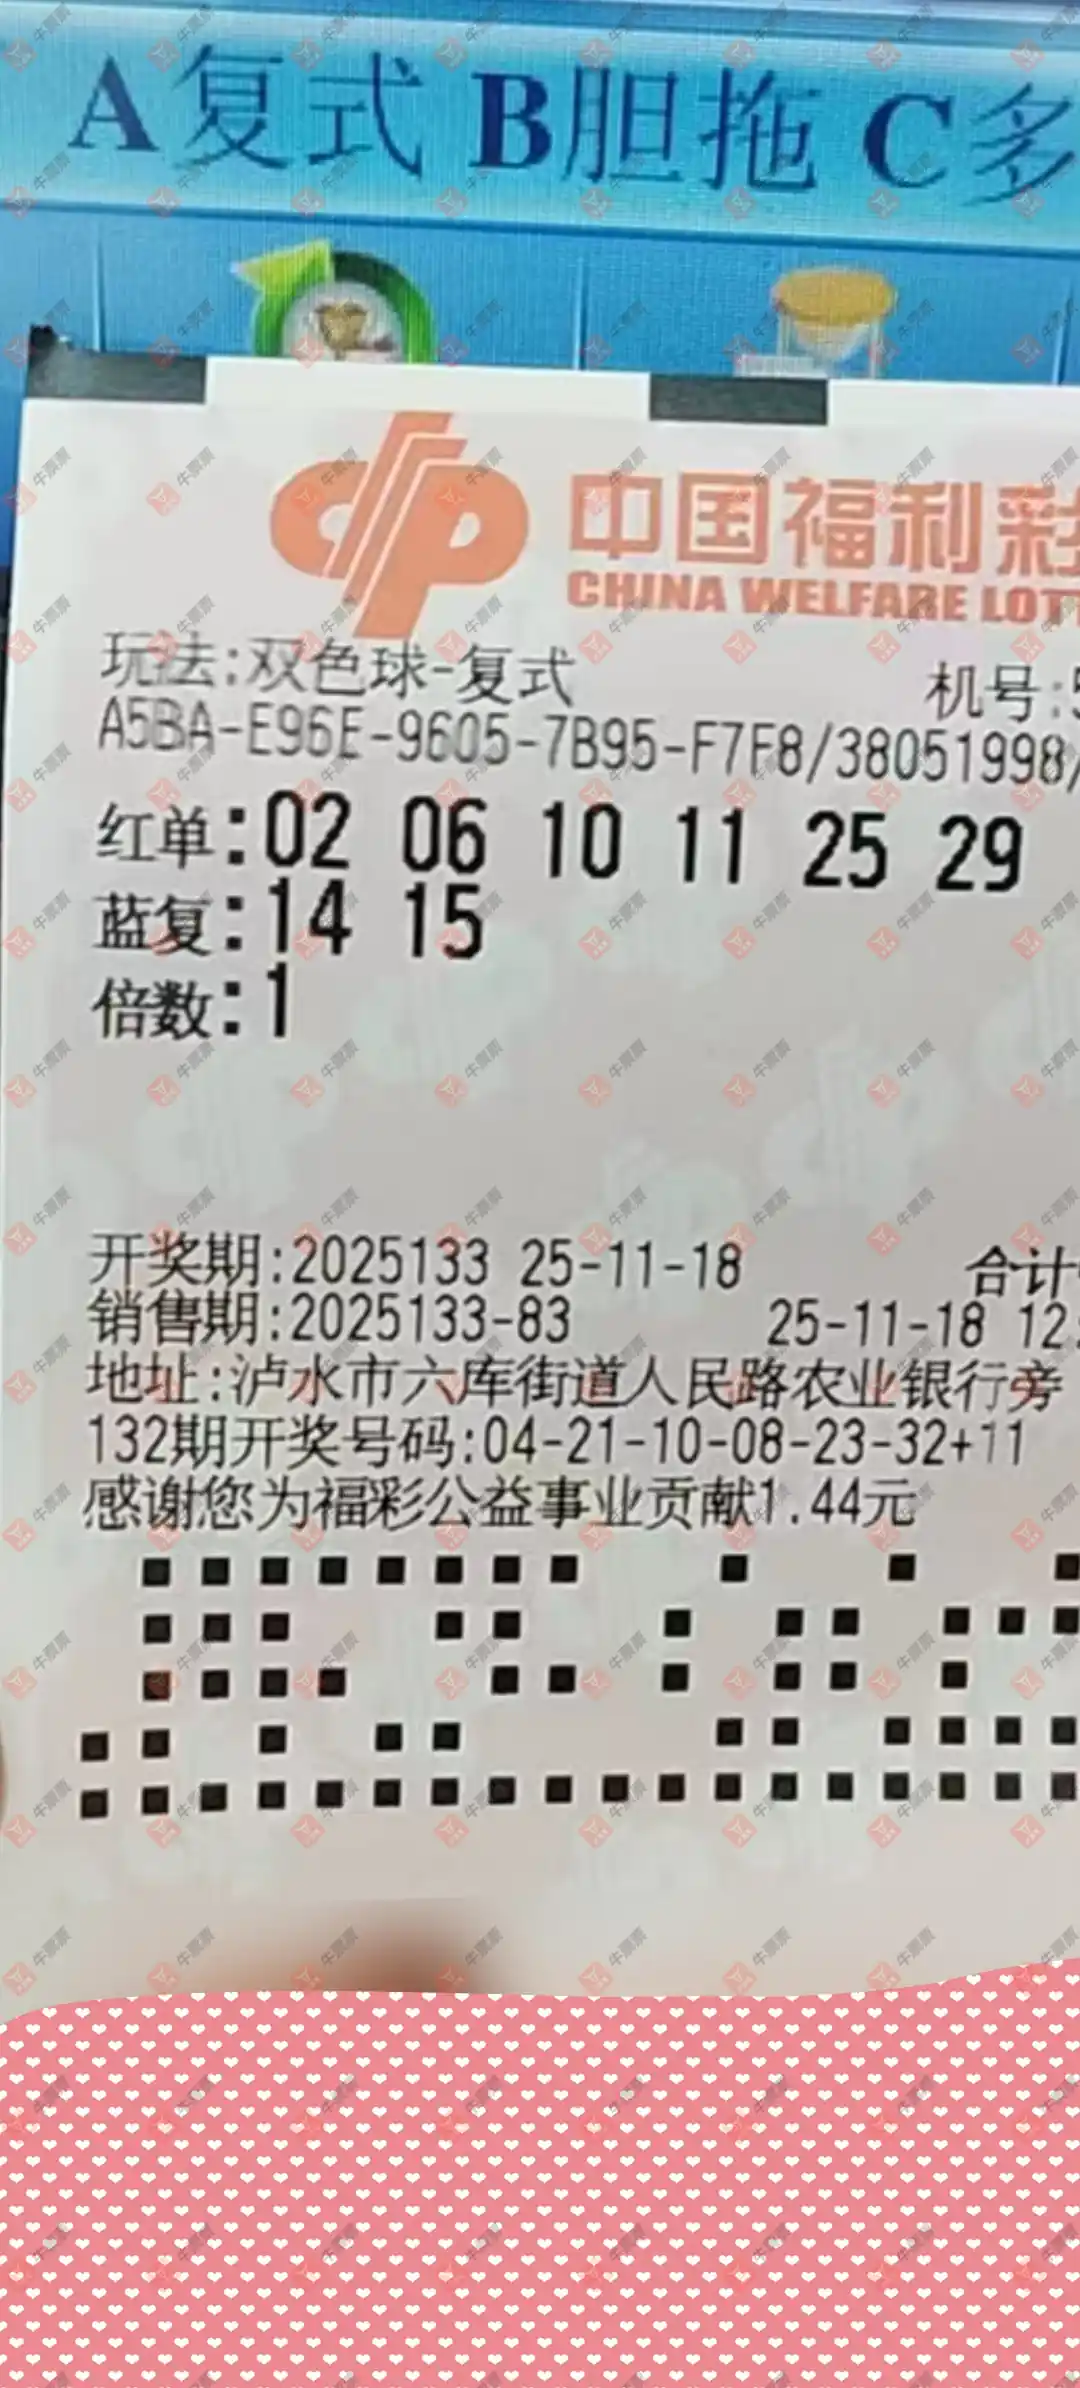 A复式 B胆拖 C多
中国福利彩
CHINA WELFARE LOT
玩法:双色球-复式
机号:5
A5BA-E96E-9605-7B95-F7F8/38051998/
红单:02 06 10 11 25 29
蓝复:14 15
倍数:1
开奖期:2025133 25-11-18 合计
销售期:2025133-83 25-11-18 12:
地址:泸水市六库街道人民路农业银行旁
132期开奖号码:04-21-10-08-23-32+11
感谢您为福彩公益事业贡献1.44元
牛票票